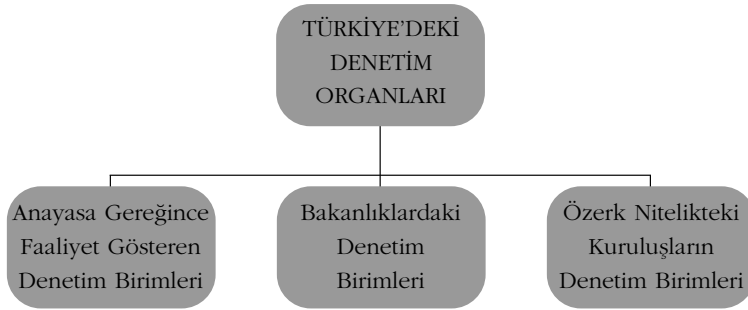 TÜRKİYE'DEKİ
DENETİM
ORGANLARI
Anayasa Gereğince
Faaliyet Gösteren
Denetim Birimleri
Bakanlıklardaki
Denetim
Birimleri
Özerk Nitelikteki
Kuruluşların
Denetim Birimleri